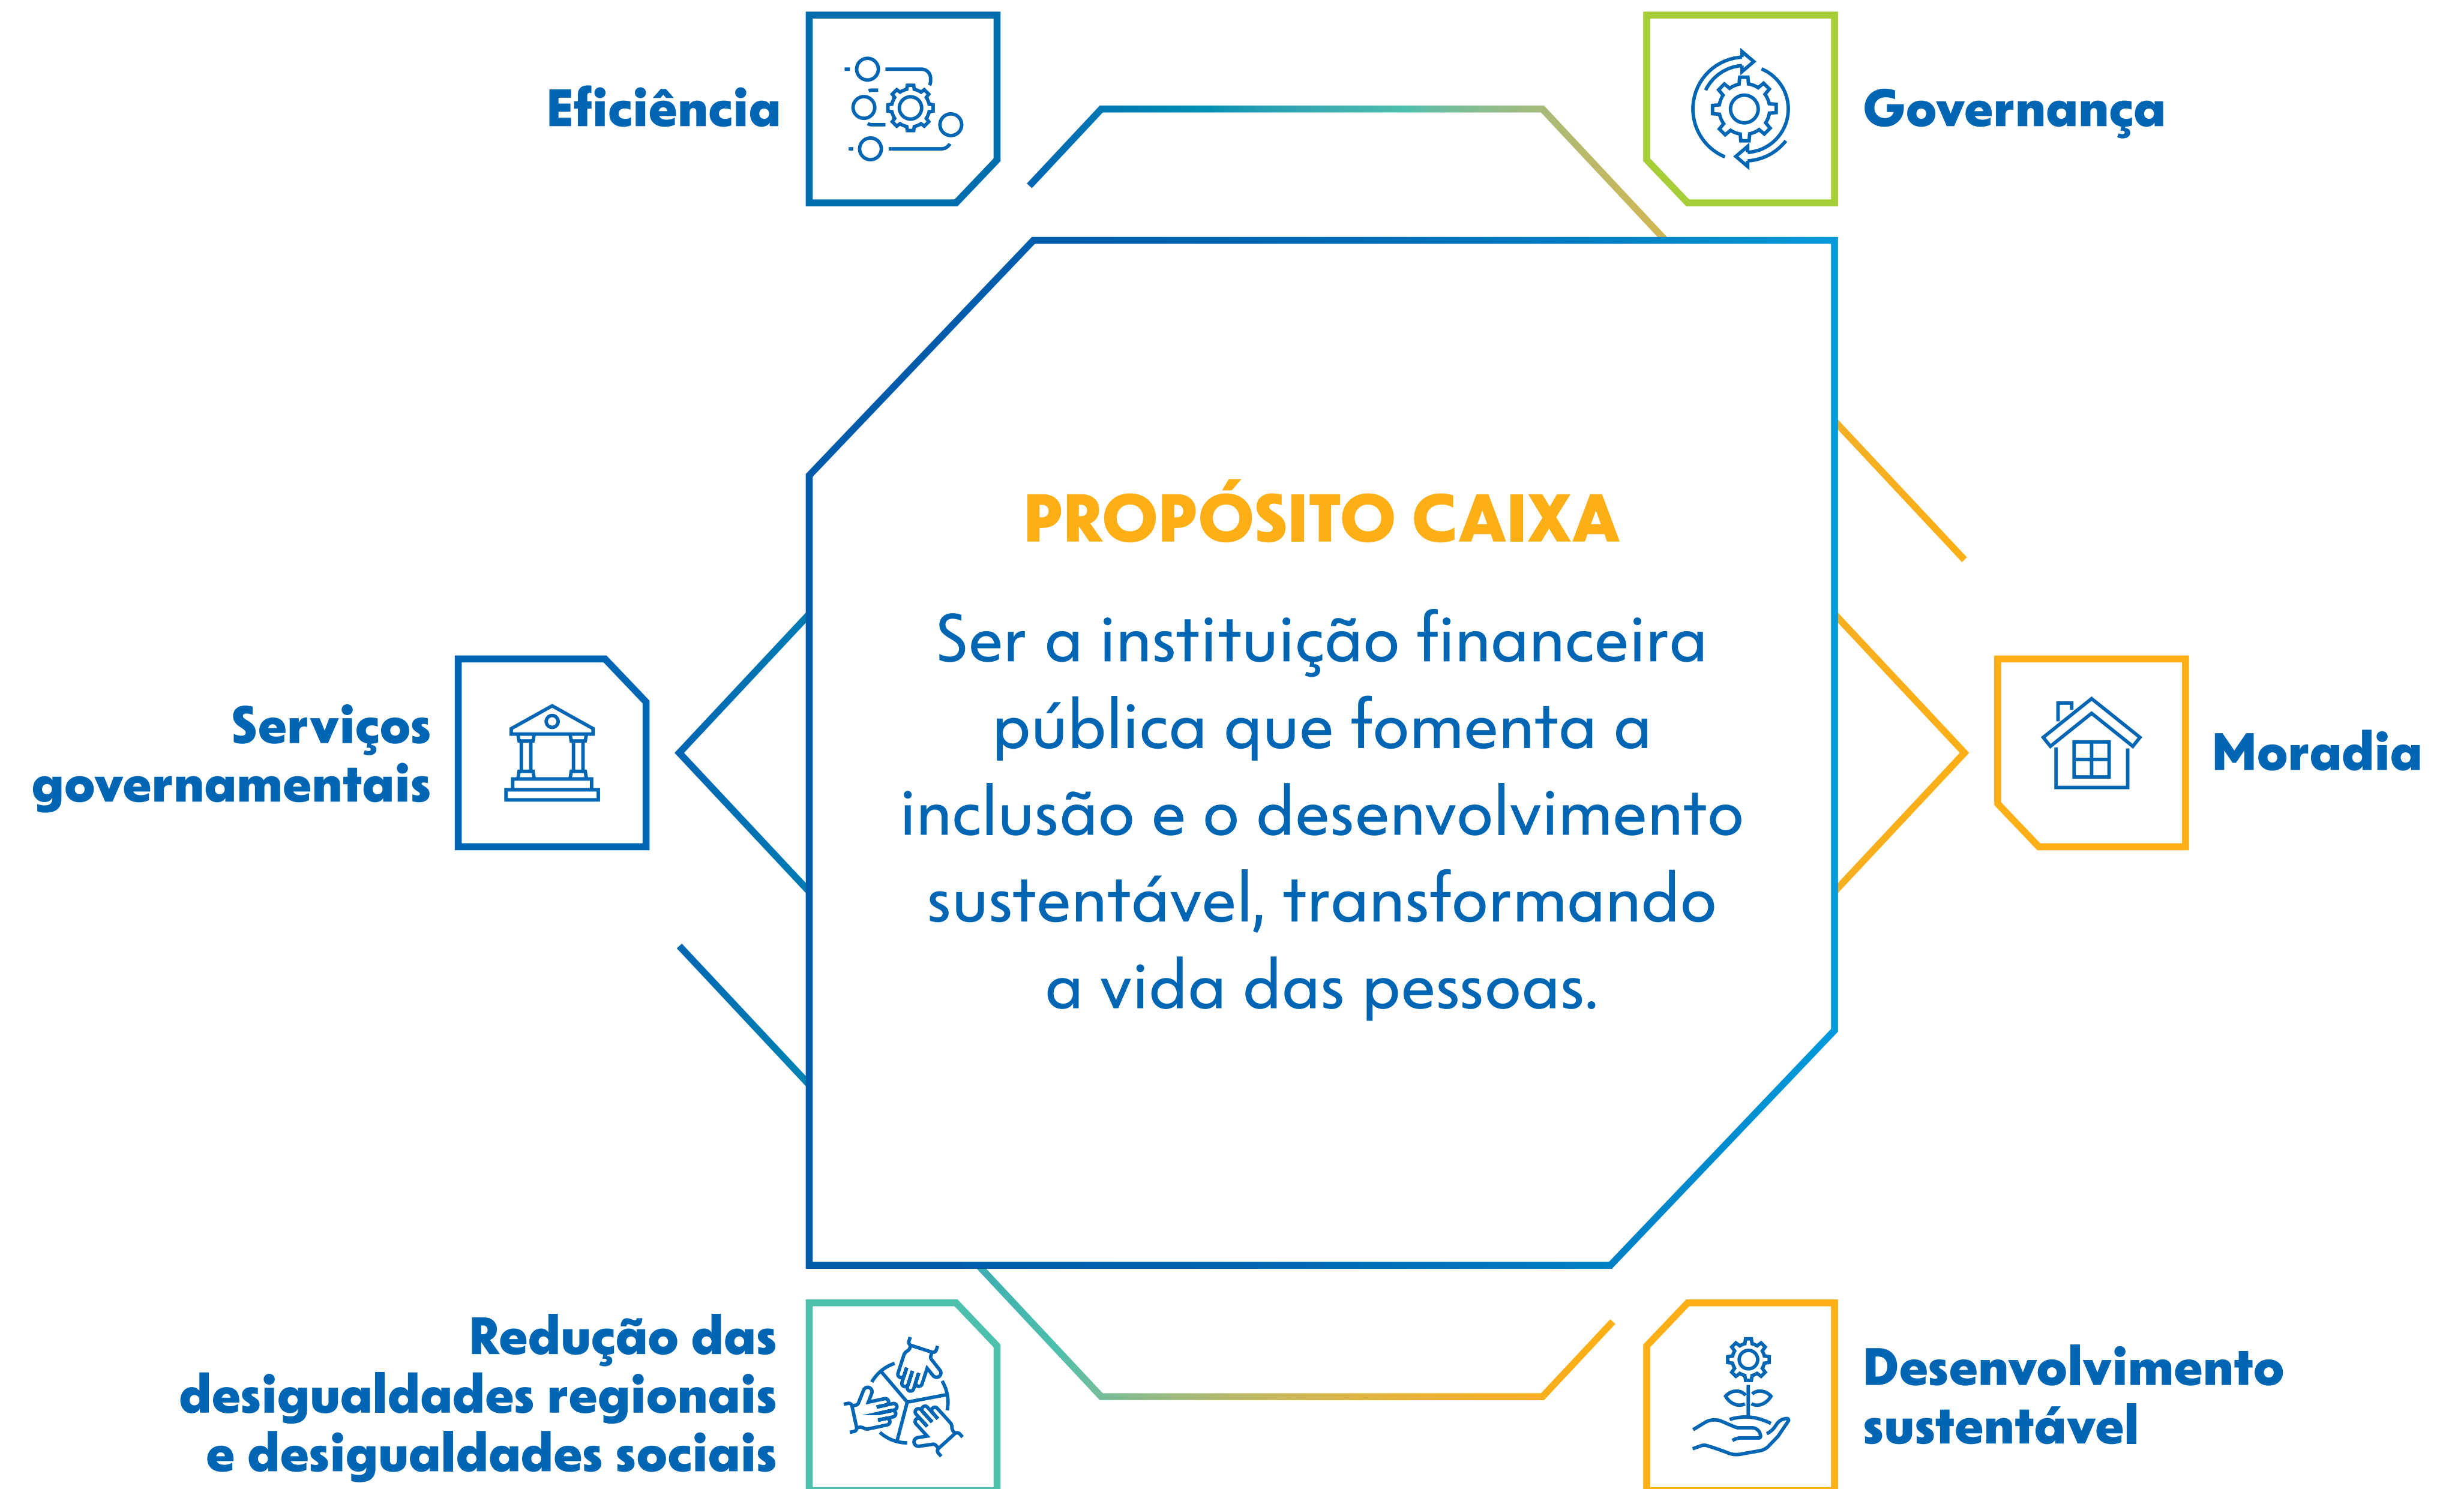 Eficiência
Governança
PROPÓSITO CAIXA
Ser a instituição financeira
pública que fomenta a
inclusão e o desenvolvimento
sustentável, transformando
a vida das pessoas.
Serviços
governamentais
Moradia
Redução das
desigualdades regionais
e desigualdades sociais
Desenvolvimento
sustentável